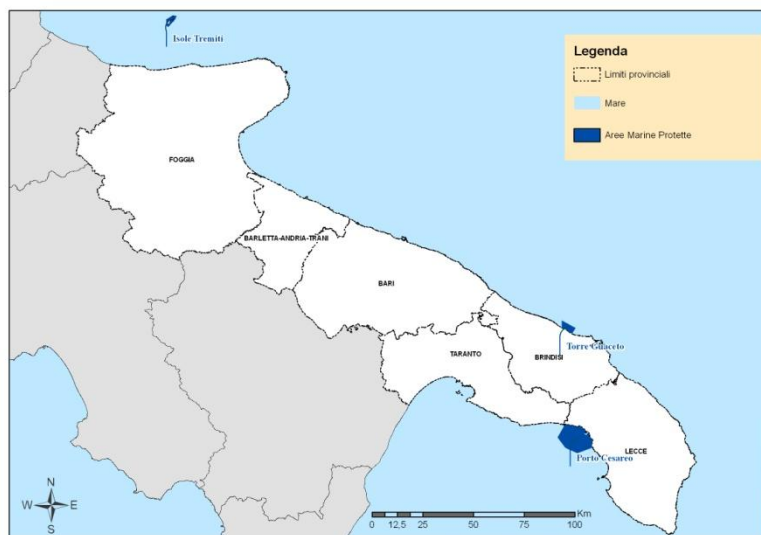 Isole Tremiti
Legenda
Limiti provinciali
Mare
Aree Marine Protette
FOGGIA
BARLETTA-ANDRIA-TRANI
BARI
TARANTO
BRINDISI
Torre Guaceto
LECCE
Porto Cesareo
N
W E
S
Km
0 12,5 25 50 75 100